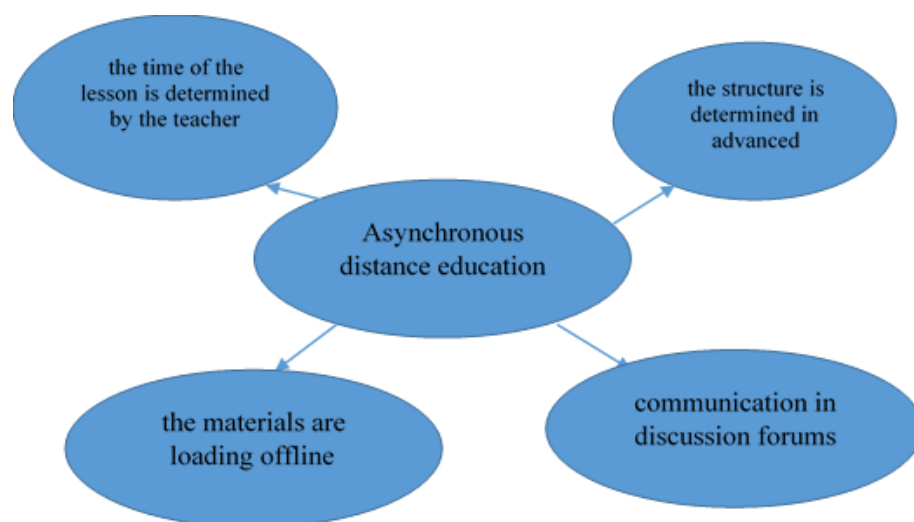 the time of the
lesson is determined
by the teacher
the structure is
determined in
advanced
Asynchronous
distance education
the materials are
loading offline
communication in
discussion forums